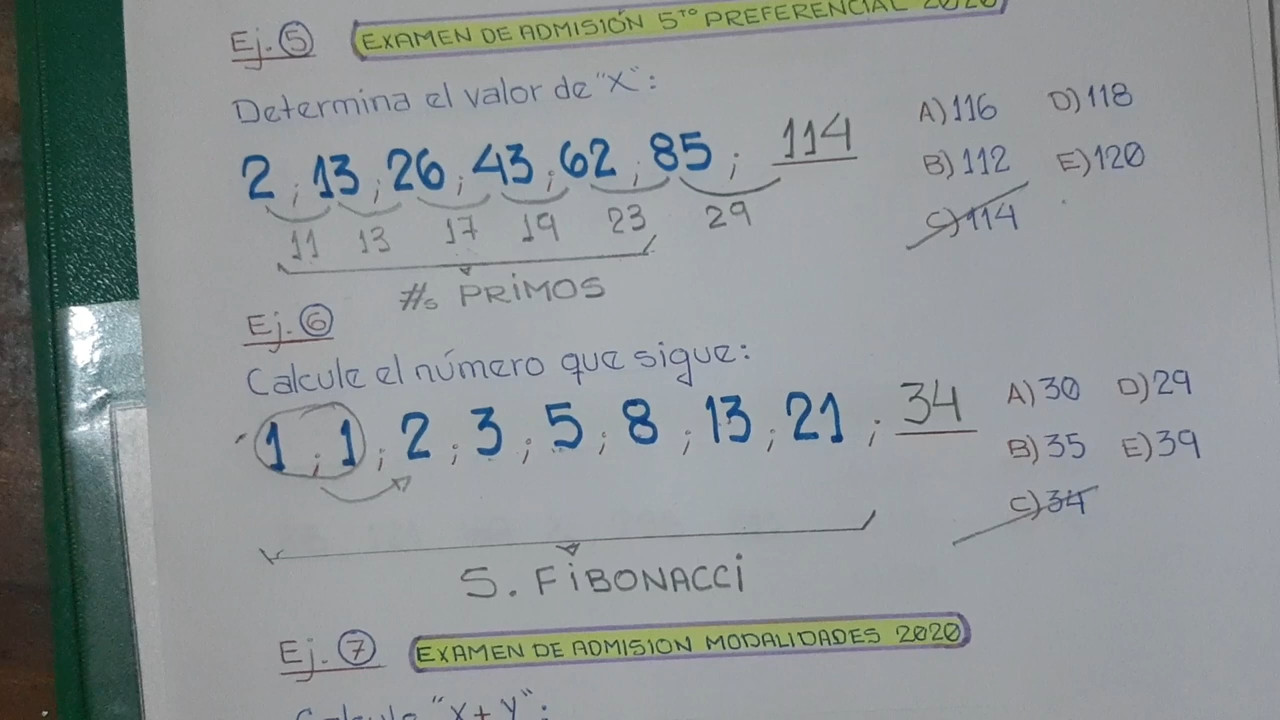 Ej. 5 EXAMEN DE ADMISIÓN 5TO PREFERENCIAL 2020
Determina el valor de "X":
2 ; 13 ; 26 ; 43 ; 62 ; 85 ; 114
11 13 17 19 23 29
#s PRIMOS
A) 116 D) 118
B) 112 E) 120
C) 114
Ej. 6
Calcule el número que sigue:
1 ; 1 ; 2 ; 3 ; 5 ; 8 ; 13 ; 21 ; 34
A) 30 D) 29
B) 35 E) 39
C) 34
S. FIBONACCI
Ej. 7 EXAMEN DE ADMISION MODALIDADES 2020
Calcule "X+Y":